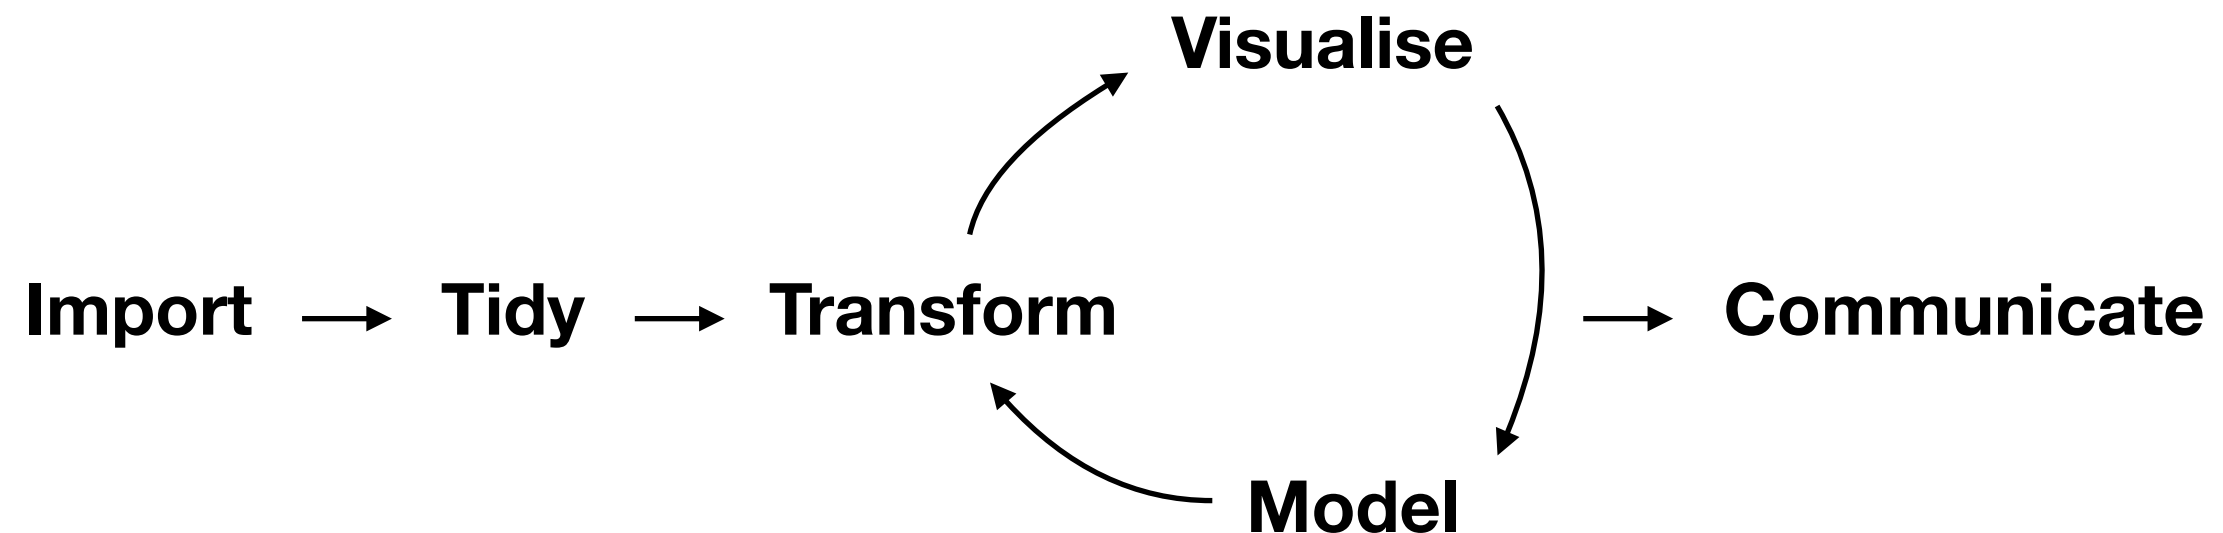 Visualise
Import
Tidy
Transform
Communicate
Model